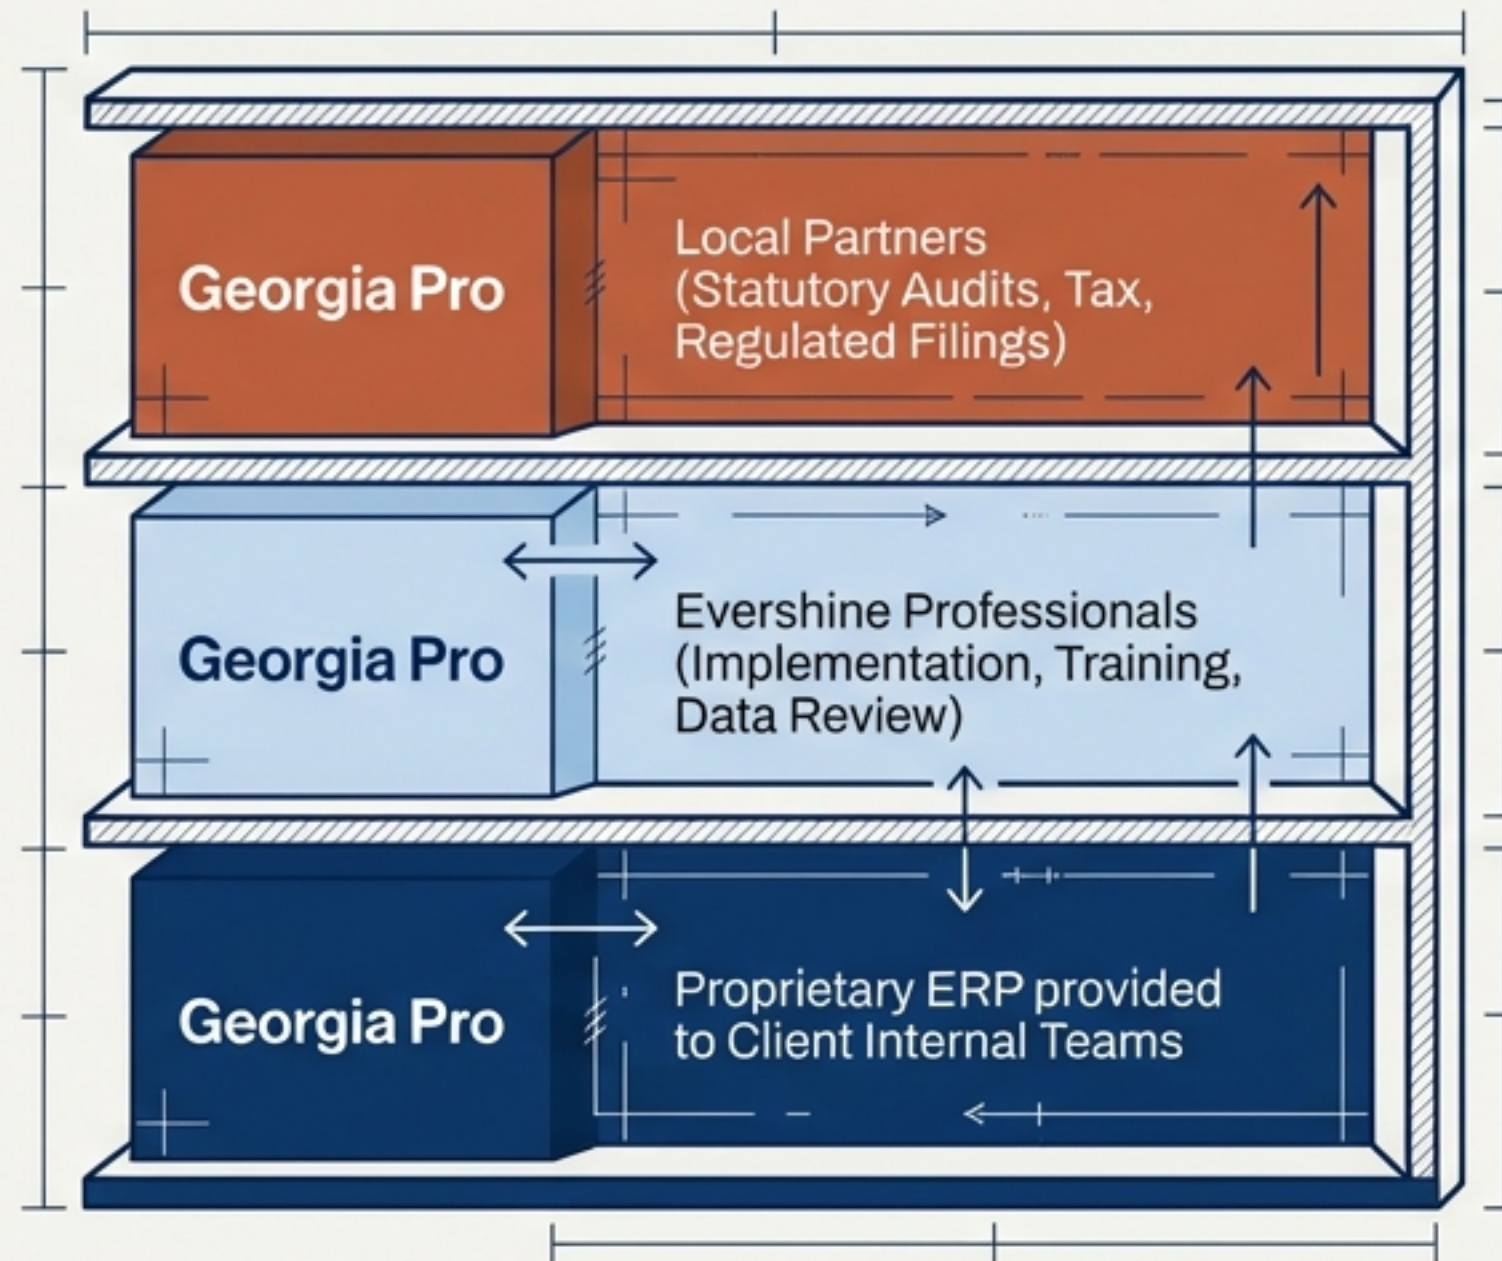 Georgia Pro
Local Partners
(Statutory Audits, Tax,
Regulated Filings)
Georgia Pro
Evershine Professionals
(Implementation, Training,
Data Review)
Georgia Pro
Proprietary ERP provided
to Client Internal Teams